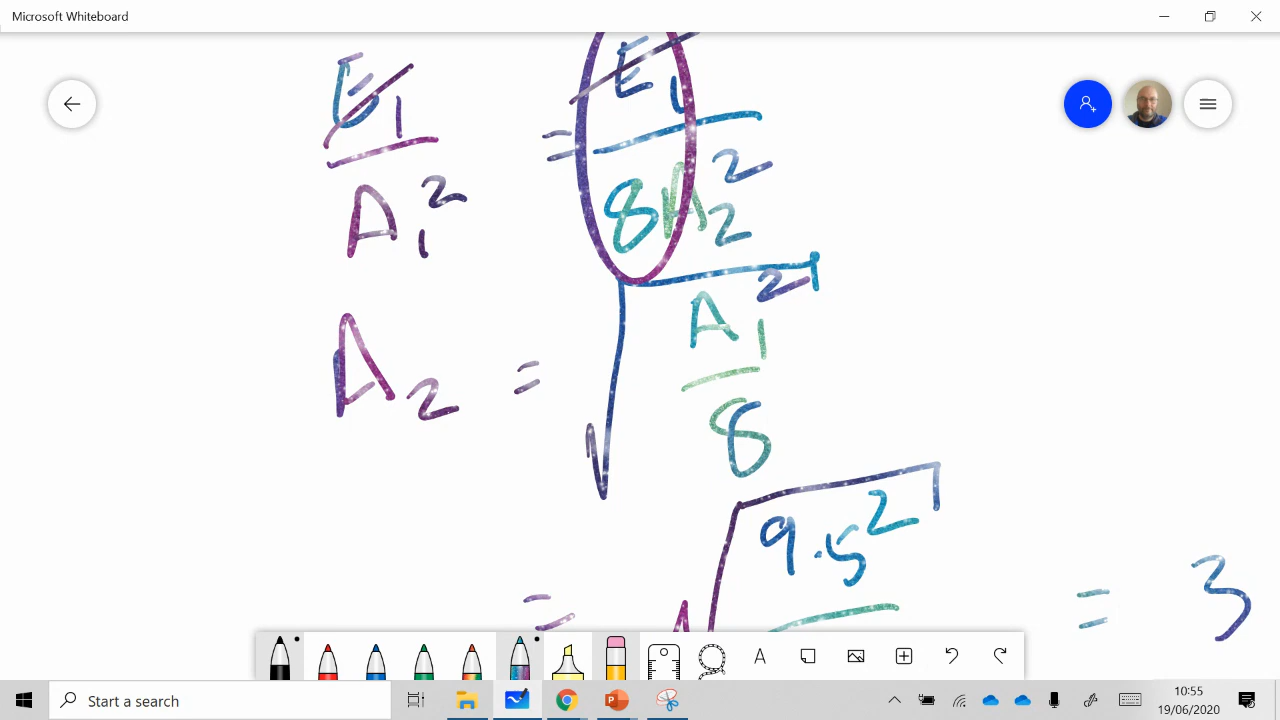 Microsoft Whiteboard
E₁/A₁² = E₁/8A₂²
A₂ = √(A₁²/8)
= √(9.5²
= 3
A
Start a search
10:55
19/06/2020